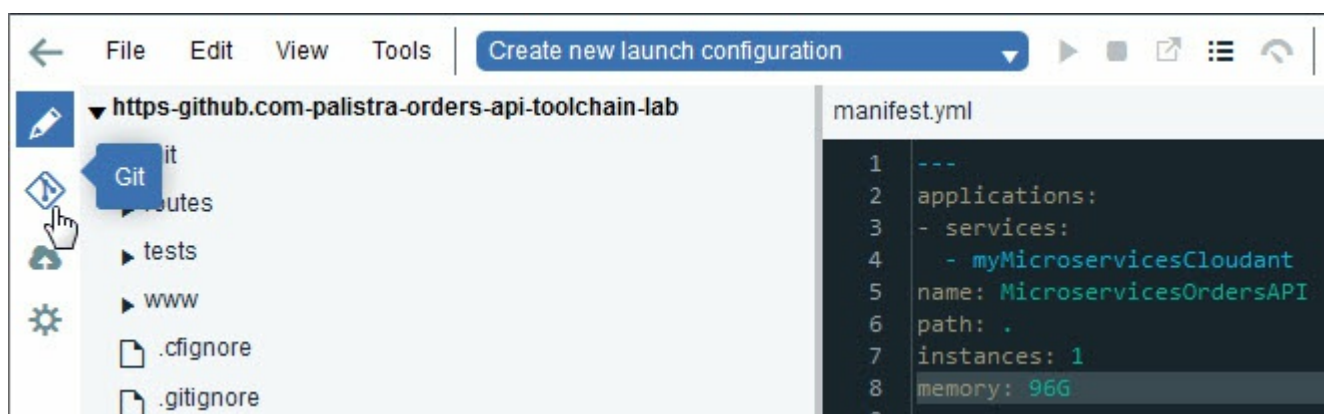 File Edit View Tools Create new launch configuration
https-github.com-palistra-orders-api-toolchain-lab
it
Git
utes
tests
www
.cfignore
.gitignore
manifest.yml
1 ---
2 applications:
3 - services:
4 - myMicroservicesCloudant
5 name: MicroservicesOrdersAPI
6 path: .
7 instances: 1
8 memory: 96G